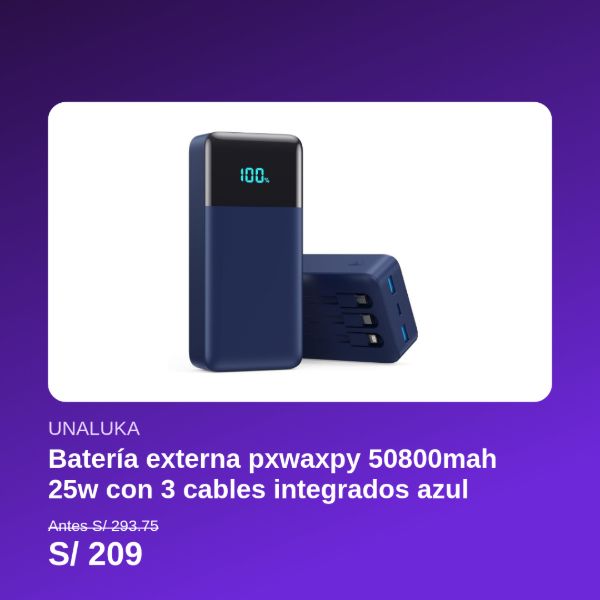 100%
UNALUKA
Batería externa pxwaxpy 50800mah
25w con 3 cables integrados azul
Antes S/ 293.75
S/ 209